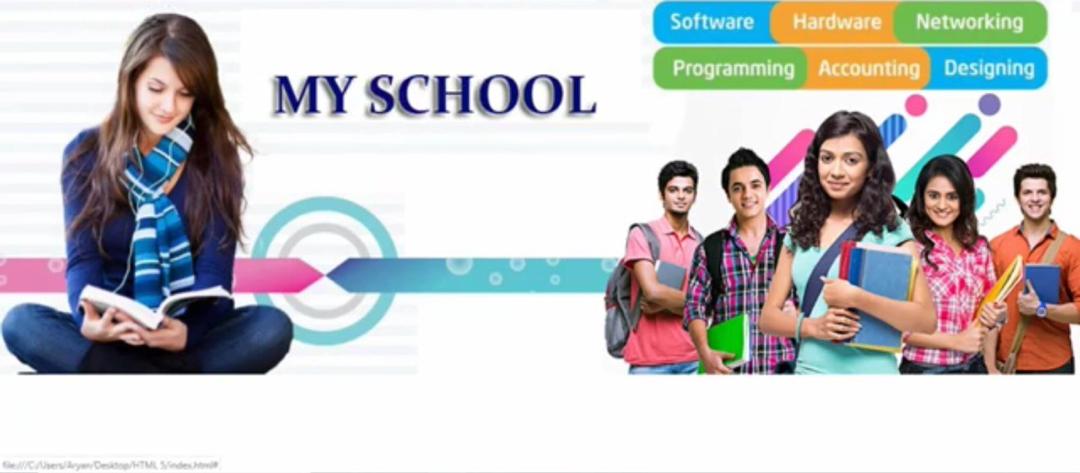 MY SCHOOL
Software Hardware Networking
Programming Accounting Designing
file:///C:/Users/Aryan/Desktop/HTML 5/index.html#